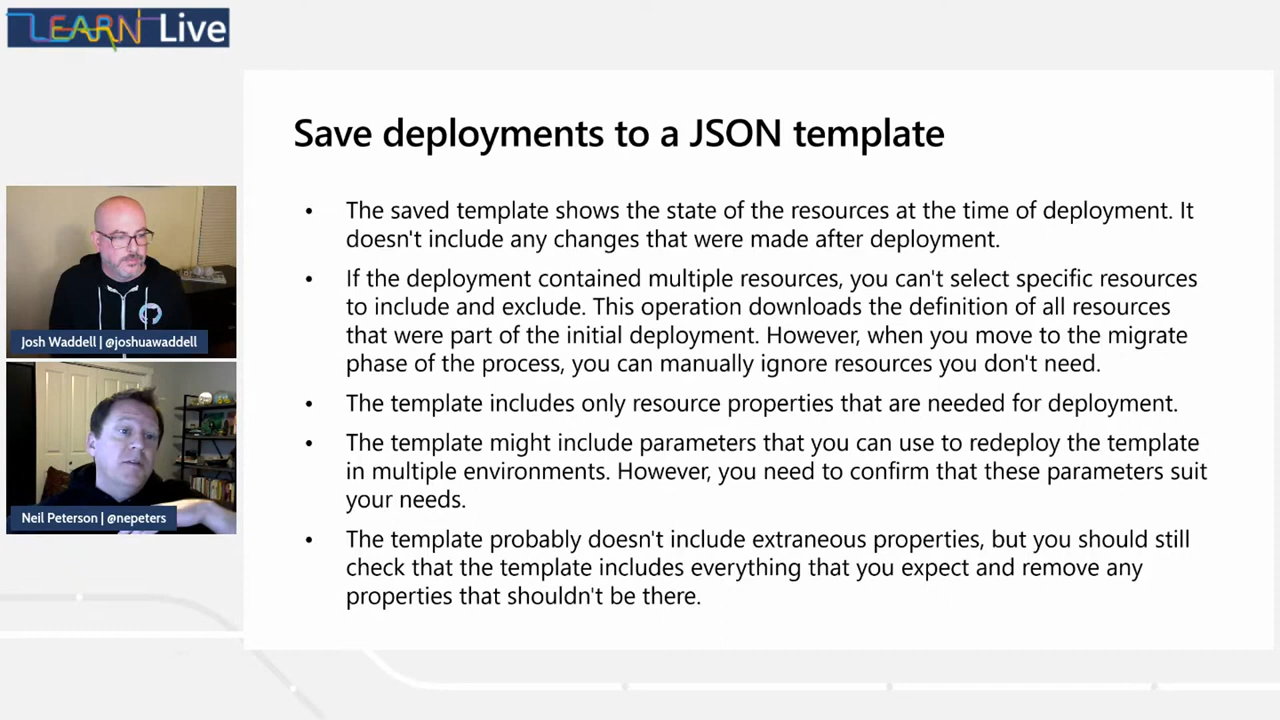 LEARN Live
Save deployments to a JSON template
• The saved template shows the state of the resources at the time of deployment. It
doesn't include any changes that were made after deployment.
• If the deployment contained multiple resources, you can't select specific resources
to include and exclude. This operation downloads the definition of all resources
that were part of the initial deployment. However, when you move to the migrate
phase of the process, you can manually ignore resources you don't need.
• The template includes only resource properties that are needed for deployment.
• The template might include parameters that you can use to redeploy the template
in multiple environments. However, you need to confirm that these parameters suit
your needs.
• The template probably doesn't include extraneous properties, but you should still
check that the template includes everything that you expect and remove any
properties that shouldn't be there.
Josh Waddell | @joshuawaddell
Neil Peterson | @nepeters